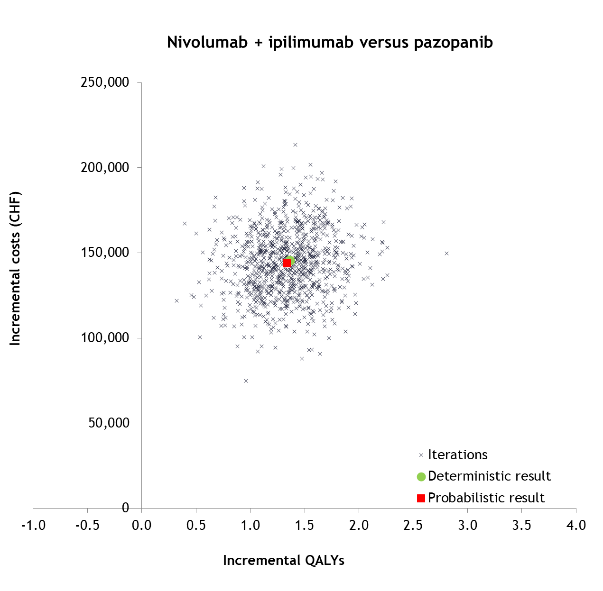 Nivolumab + ipilimumab versus pazopanib
250,000
200,000
150,000
100,000
50,000
0
Incremental costs (CHF)
Iterations
Deterministic result
Probabilistic result
-1.0 -0.5 0.0 0.5 1.0 1.5 2.0 2.5 3.0 3.5 4.0
Incremental QALYs